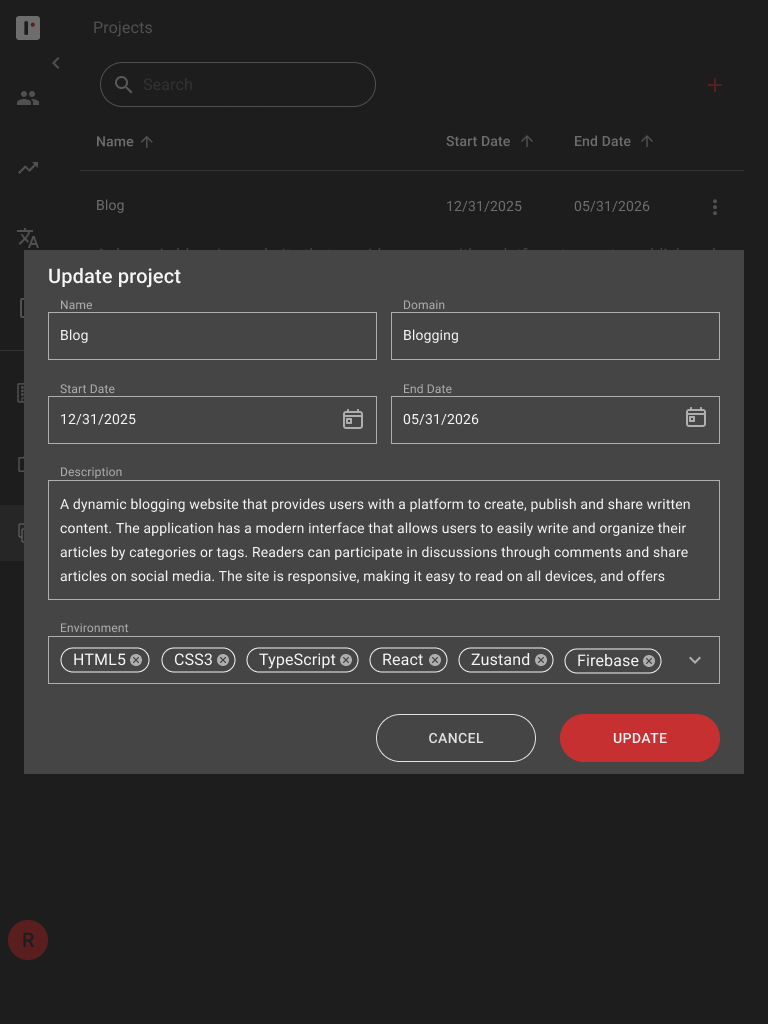 Projects
Search
Name Start Date End Date
Blog 12/31/2025 05/31/2026
Update project
Name Domain
Blog Blogging
Start Date End Date
12/31/2025 05/31/2026
Description
A dynamic blogging website that provides users with a platform to create, publish and share written
content. The application has a modern interface that allows users to easily write and organize their
articles by categories or tags. Readers can participate in discussions through comments and share
articles on social media. The site is responsive, making it easy to read on all devices, and offers
Environment
HTML5 CSS3 TypeScript React Zustand Firebase
CANCEL UPDATE
R